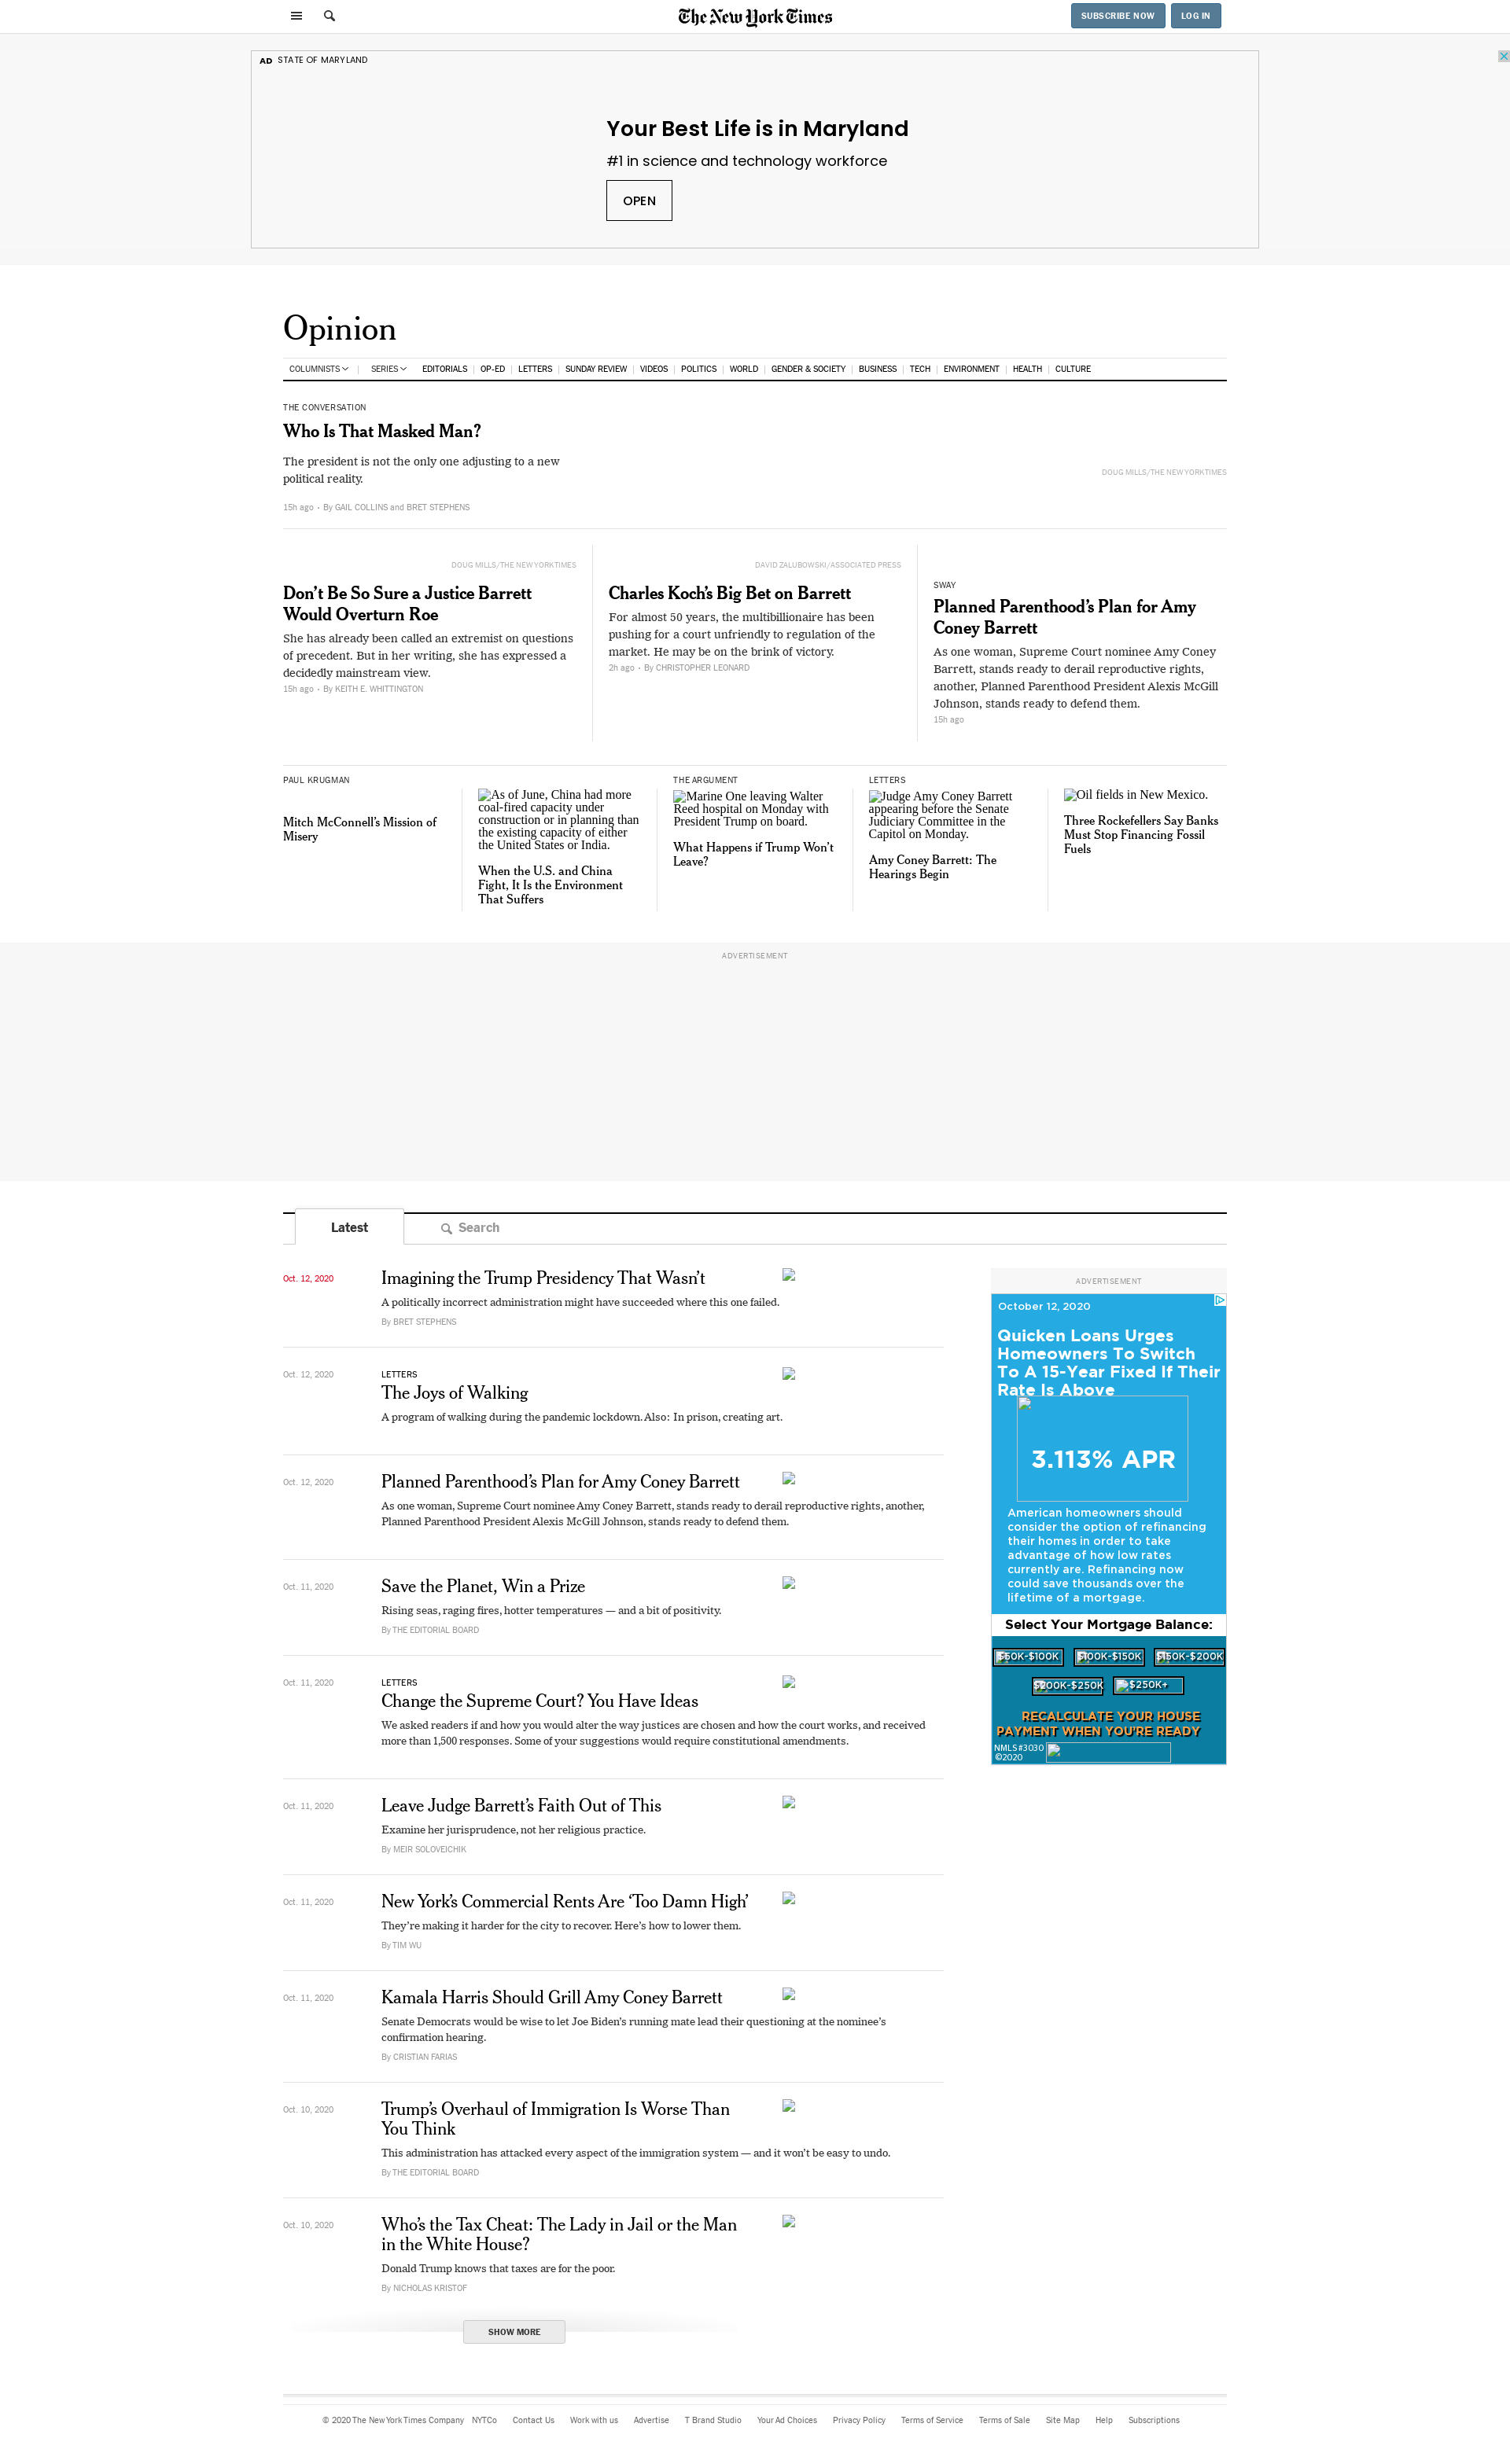 The New York Times
SUBSCRIBE NOW
LOG IN
AD STATE OF MARYLAND
Your Best Life is in Maryland
#1 in science and technology workforce
OPEN
Opinion
COLUMNISTS SERIES EDITORIALS OP-ED LETTERS SUNDAY REVIEW VIDEOS POLITICS WORLD GENDER & SOCIETY BUSINESS TECH ENVIRONMENT HEALTH CULTURE
THE CONVERSATION
Who Is That Masked Man?
The president is not the only one adjusting to a new
political reality.
15h ago • By GAIL COLLINS and BRET STEPHENS
DOUG MILLS/THE NEW YORK TIMES
DOUG MILLS/THE NEW YORK TIMES
Don’t Be So Sure a Justice Barrett
Would Overturn Roe
She has already been called an extremist on questions
of precedent. But in her writing, she has expressed a
decidedly mainstream view.
15h ago • By KEITH E. WHITTINGTON
DAVID ZALUBOWSKI/ASSOCIATED PRESS
Charles Koch’s Big Bet on Barrett
For almost 50 years, the multibillionaire has been
pushing for a court unfriendly to regulation of the
market. He may be on the brink of victory.
2h ago • By CHRISTOPHER LEONARD
SWAY
Planned Parenthood’s Plan for Amy
Coney Barrett
As one woman, Supreme Court nominee Amy Coney
Barrett, stands ready to derail reproductive rights,
another, Planned Parenthood President Alexis McGill
Johnson, stands ready to defend them.
15h ago
PAUL KRUGMAN
Mitch McConnell’s Mission of
Misery
As of June, China had more
coal-fired capacity under
construction or in planning than
the existing capacity of either
the United States or India.
When the U.S. and China
Fight, It Is the Environment
That Suffers
THE ARGUMENT
Marine One leaving Walter
Reed hospital on Monday with
President Trump on board.
What Happens if Trump Won’t
Leave?
LETTERS
Judge Amy Coney Barrett
appearing before the Senate
Judiciary Committee in the
Capitol on Monday.
Amy Coney Barrett: The
Hearings Begin
Oil fields in New Mexico.
Three Rockefellers Say Banks
Must Stop Financing Fossil
Fuels
ADVERTISEMENT
Latest
Search
Oct. 12, 2020
Imagining the Trump Presidency That Wasn’t
A politically incorrect administration might have succeeded where this one failed.
By BRET STEPHENS
Oct. 12, 2020
LETTERS
The Joys of Walking
A program of walking during the pandemic lockdown. Also: In prison, creating art.
Oct. 12, 2020
Planned Parenthood’s Plan for Amy Coney Barrett
As one woman, Supreme Court nominee Amy Coney Barrett, stands ready to derail reproductive rights, another,
Planned Parenthood President Alexis McGill Johnson, stands ready to defend them.
Oct. 11, 2020
Save the Planet, Win a Prize
Rising seas, raging fires, hotter temperatures — and a bit of positivity.
By THE EDITORIAL BOARD
Oct. 11, 2020
LETTERS
Change the Supreme Court? You Have Ideas
We asked readers if and how you would alter the way justices are chosen and how the court works, and received
more than 1,500 responses. Some of your suggestions would require constitutional amendments.
Oct. 11, 2020
Leave Judge Barrett’s Faith Out of This
Examine her jurisprudence, not her religious practice.
By MEIR SOLOVEICHIK
Oct. 11, 2020
New York’s Commercial Rents Are ‘Too Damn High’
They’re making it harder for the city to recover. Here’s how to lower them.
By TIM WU
Oct. 11, 2020
Kamala Harris Should Grill Amy Coney Barrett
Senate Democrats would be wise to let Joe Biden’s running mate lead their questioning at the nominee’s
confirmation hearing.
By CRISTIAN FARIAS
Oct. 10, 2020
Trump’s Overhaul of Immigration Is Worse Than
You Think
This administration has attacked every aspect of the immigration system — and it won’t be easy to undo.
By THE EDITORIAL BOARD
Oct. 10, 2020
Who’s the Tax Cheat: The Lady in Jail or the Man
in the White House?
Donald Trump knows that taxes are for the poor.
By NICHOLAS KRISTOF
SHOW MORE
ADVERTISEMENT
October 12, 2020
Quicken Loans Urges
Homeowners To Switch
To A 15-Year Fixed If Their
Rate Is Above
3.113% APR
American homeowners should
consider the option of refinancing
their homes in order to take
advantage of how low rates
currently are. Refinancing now
could save thousands over the
lifetime of a mortgage.
Select Your Mortgage Balance:
$50K-$100K $100K-$150K $150K-$200K
$200K-$250K $250K+
RECALCULATE YOUR HOUSE
PAYMENT WHEN YOU’RE READY
NMLS #3030
©2020
© 2020 The New York Times Company NYTCo Contact Us Work with us Advertise T Brand Studio Your Ad Choices Privacy Policy Terms of Service Terms of Sale Site Map Help Subscriptions